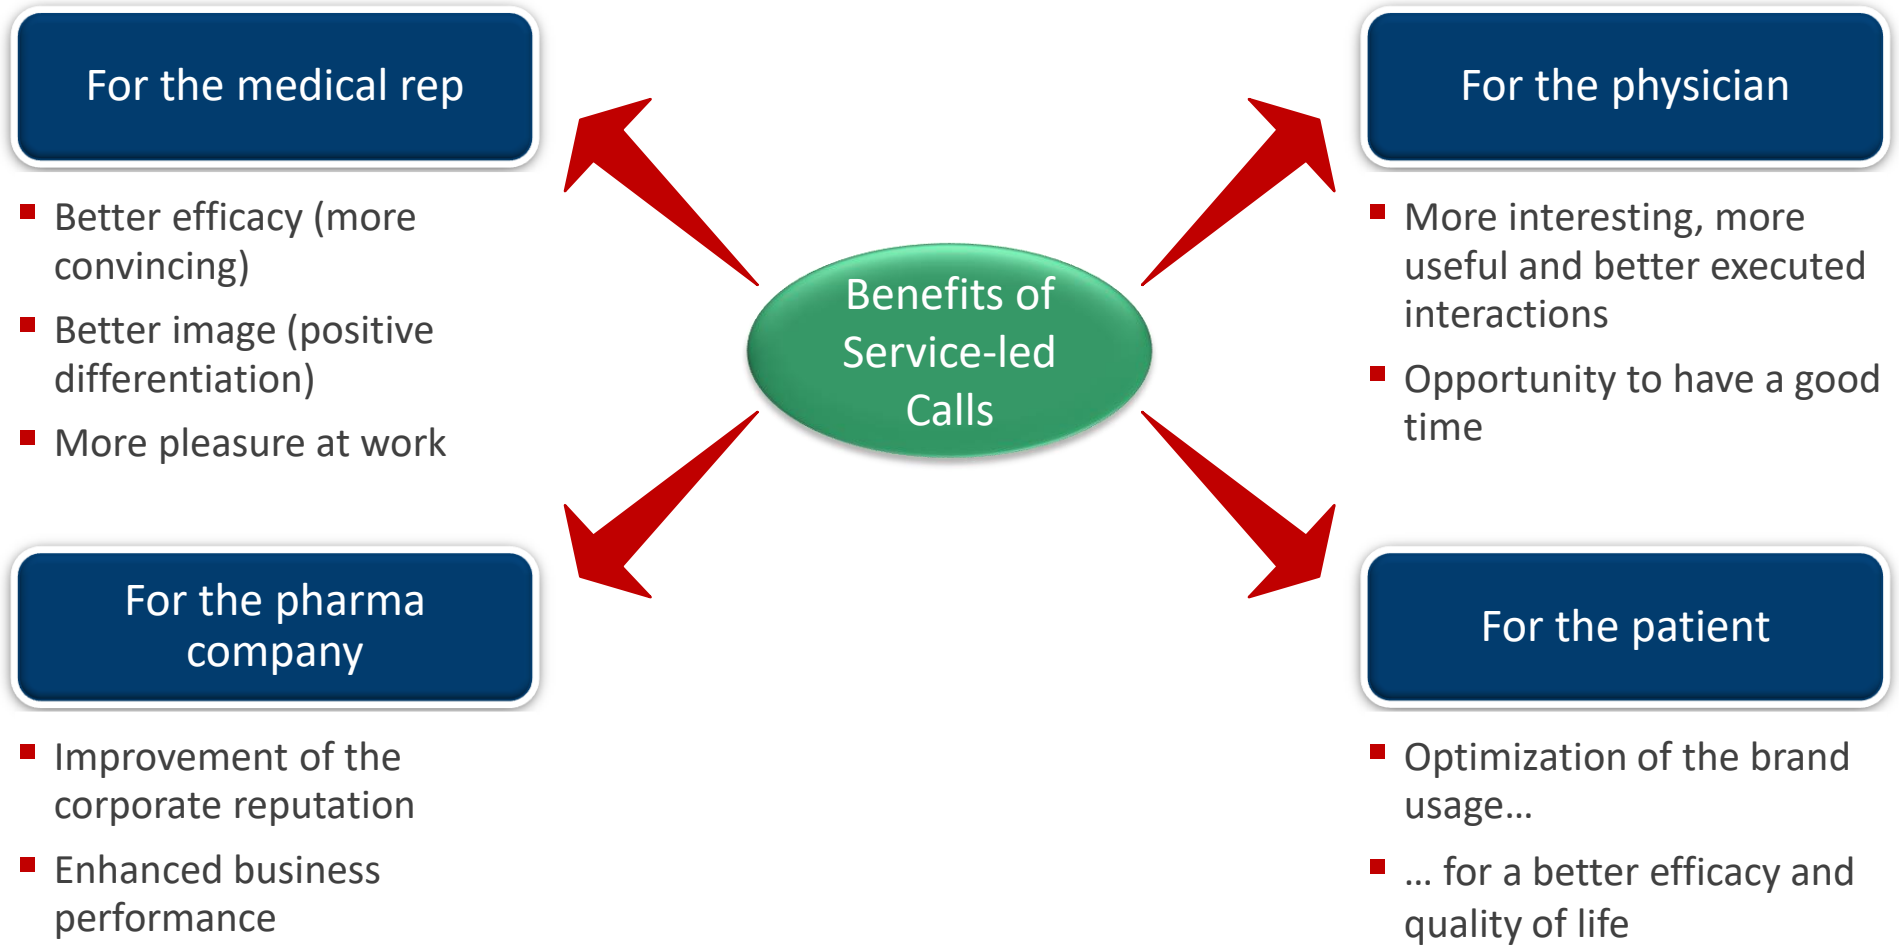 For the medical rep
▪ Better efficacy (more
convincing)
▪ Better image (positive
differentiation)
▪ More pleasure at work
For the physician
▪ More interesting, more
useful and better executed
interactions
▪ Opportunity to have a good
time
Benefits of
Service-led
Calls
For the pharma
company
▪ Improvement of the
corporate reputation
▪ Enhanced business
performance
For the patient
▪ Optimization of the brand
usage…
▪ … for a better efficacy and
quality of life